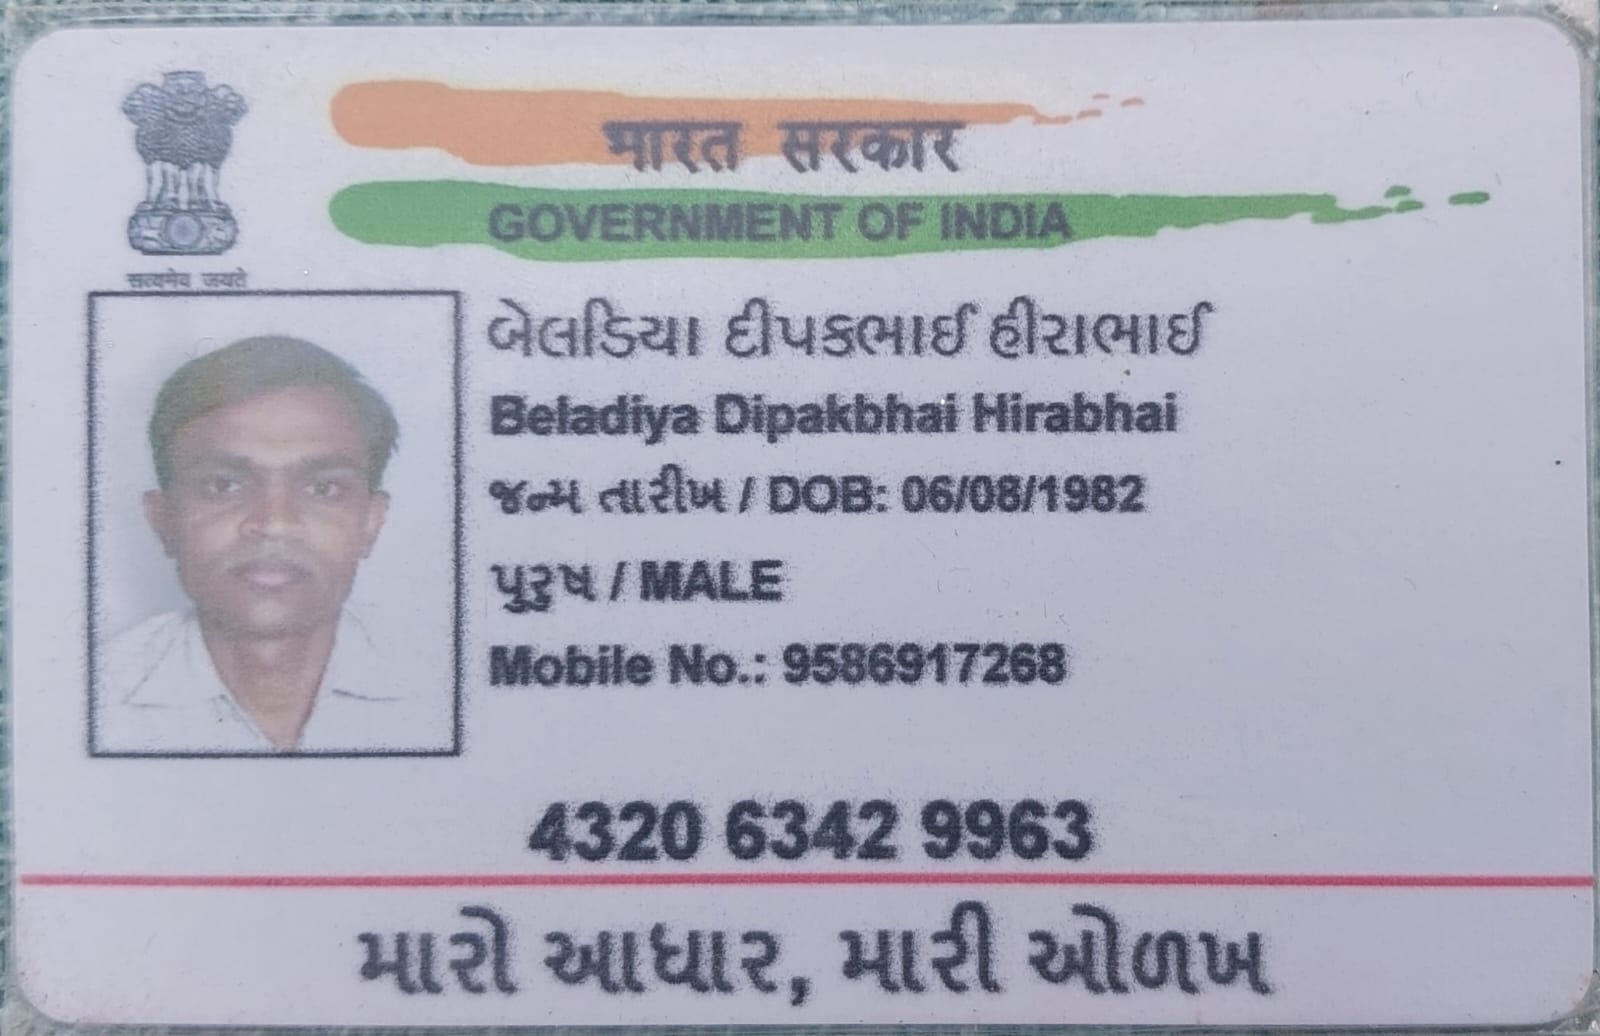 भारत सरकार
GOVERNMENT OF INDIA
सत्यमेव जयते
બેલડિયા દીપકભાઈ હીરાભાઈ
Beladiya Dipakbhai Hirabhai
જન્મ તારીખ / DOB: 06/08/1982
પુરુષ / MALE
Mobile No.: 9586917268
4320 6342 9963
મારો આધાર, મારી ઓળખ